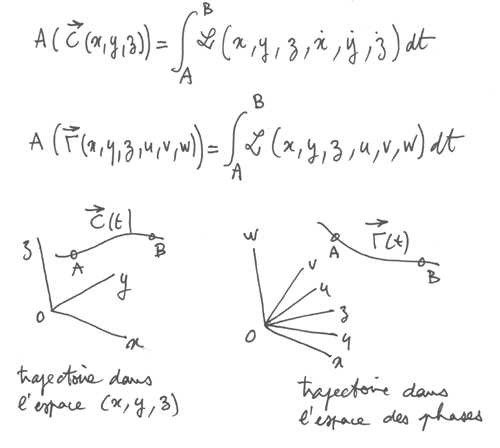 A(C⃗(x,y,z)) = ∫_A^B ℒ(x, y, z, ẋ, ẏ, ż) dt
A(Γ⃗(x,y,z,u,v,w)) = ∫_A^B ℒ(x, y, z, u, v, w) dt
C⃗(t)
z
A
B
y
O
x
Γ⃗(t)
w
A
B
v
u
z
y
x
O
trajectoire dans
l'espace (x, y, z)
trajectoire dans
l'espace des phases